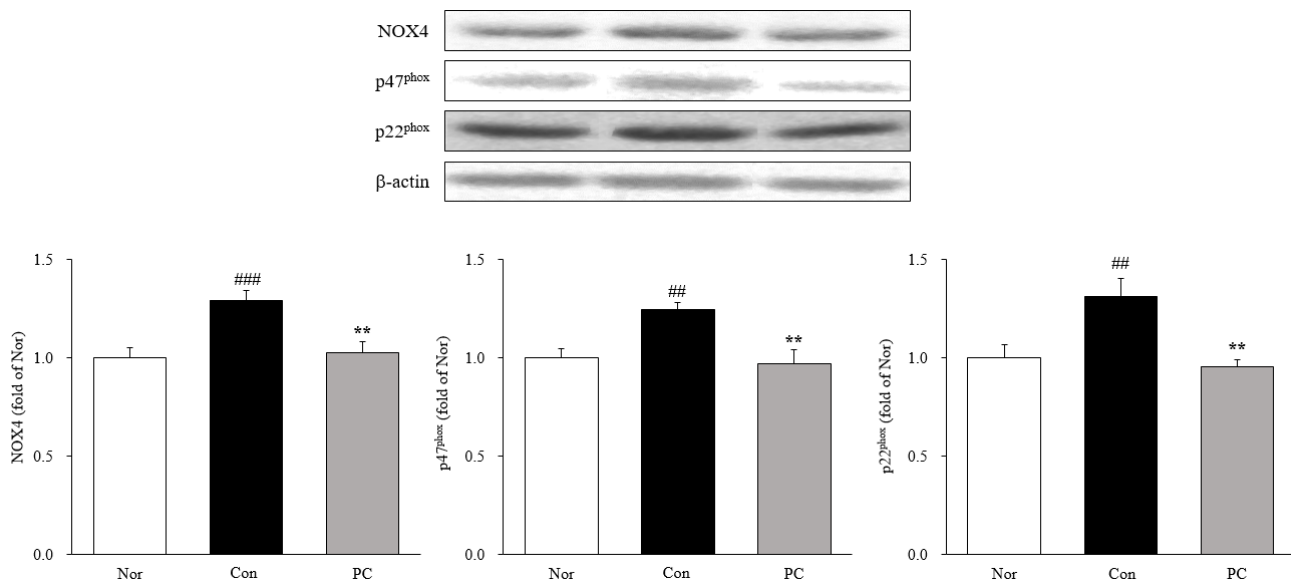 NOX4
p47phox
p22phox
β-actin
NOX4 (fold of Nor)
1.5
1.0
0.5
0.0
###
**
Nor Con PC
p47phox (fold of Nor)
1.5
1.0
0.5
0.0
##
**
Nor Con PC
p22phox (fold of Nor)
1.5
1.0
0.5
0.0
##
**
Nor Con PC